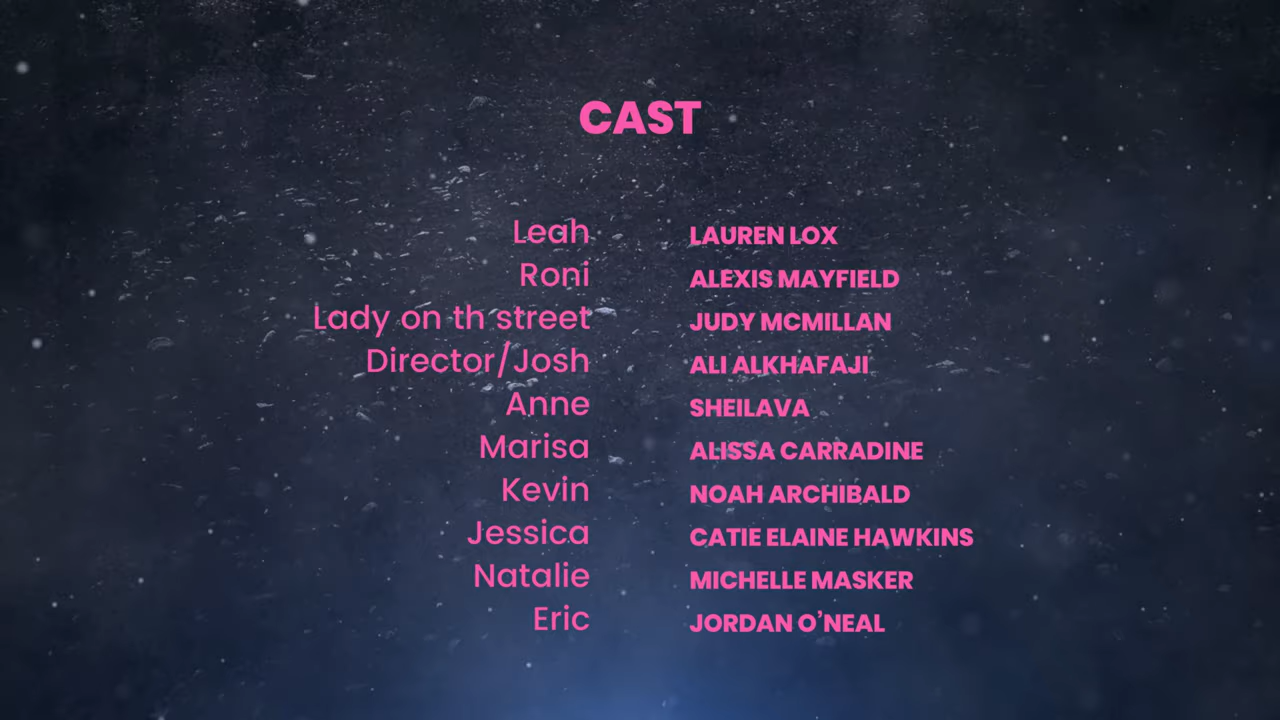 CAST
Leah LAUREN LOX
Roni ALEXIS MAYFIELD
Lady on th street JUDY MCMILLAN
Director/Josh ALI ALKHAFAJI
Anne SHEILAVA
Marisa ALISSA CARRADINE
Kevin NOAH ARCHIBALD
Jessica CATIE ELAINE HAWKINS
Natalie MICHELLE MASKER
Eric JORDAN O’NEAL